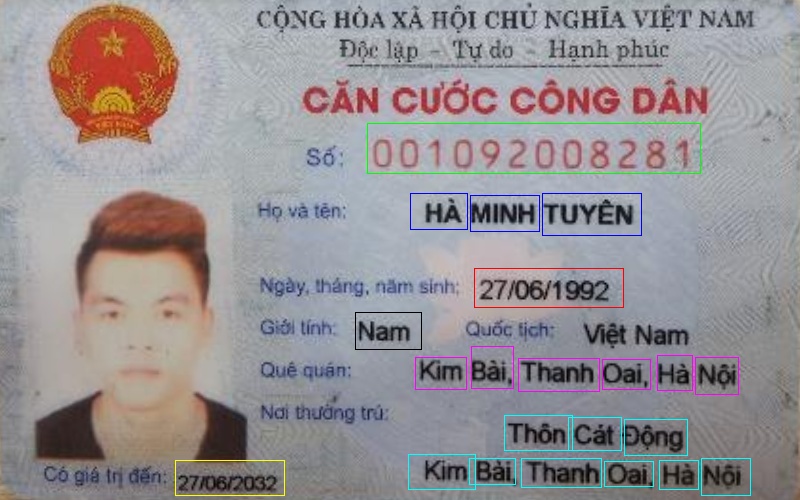 CỘNG HÒA XÃ HỘI CHỦ NGHĨA VIỆT NAM
Độc lập - Tự do - Hạnh phúc
CĂN CƯỚC CÔNG DÂN
Số: 001092008281
Họ và tên: HÀ MINH TUYÊN
Ngày, tháng, năm sinh: 27/06/1992
Giới tính: Nam Quốc tịch: Việt Nam
Quê quán: Kim Bài, Thanh Oai, Hà Nội
Nơi thường trú:
Thôn Cát Động
Kim Bài, Thanh Oai, Hà Nội
Có giá trị đến: 27/06/2032